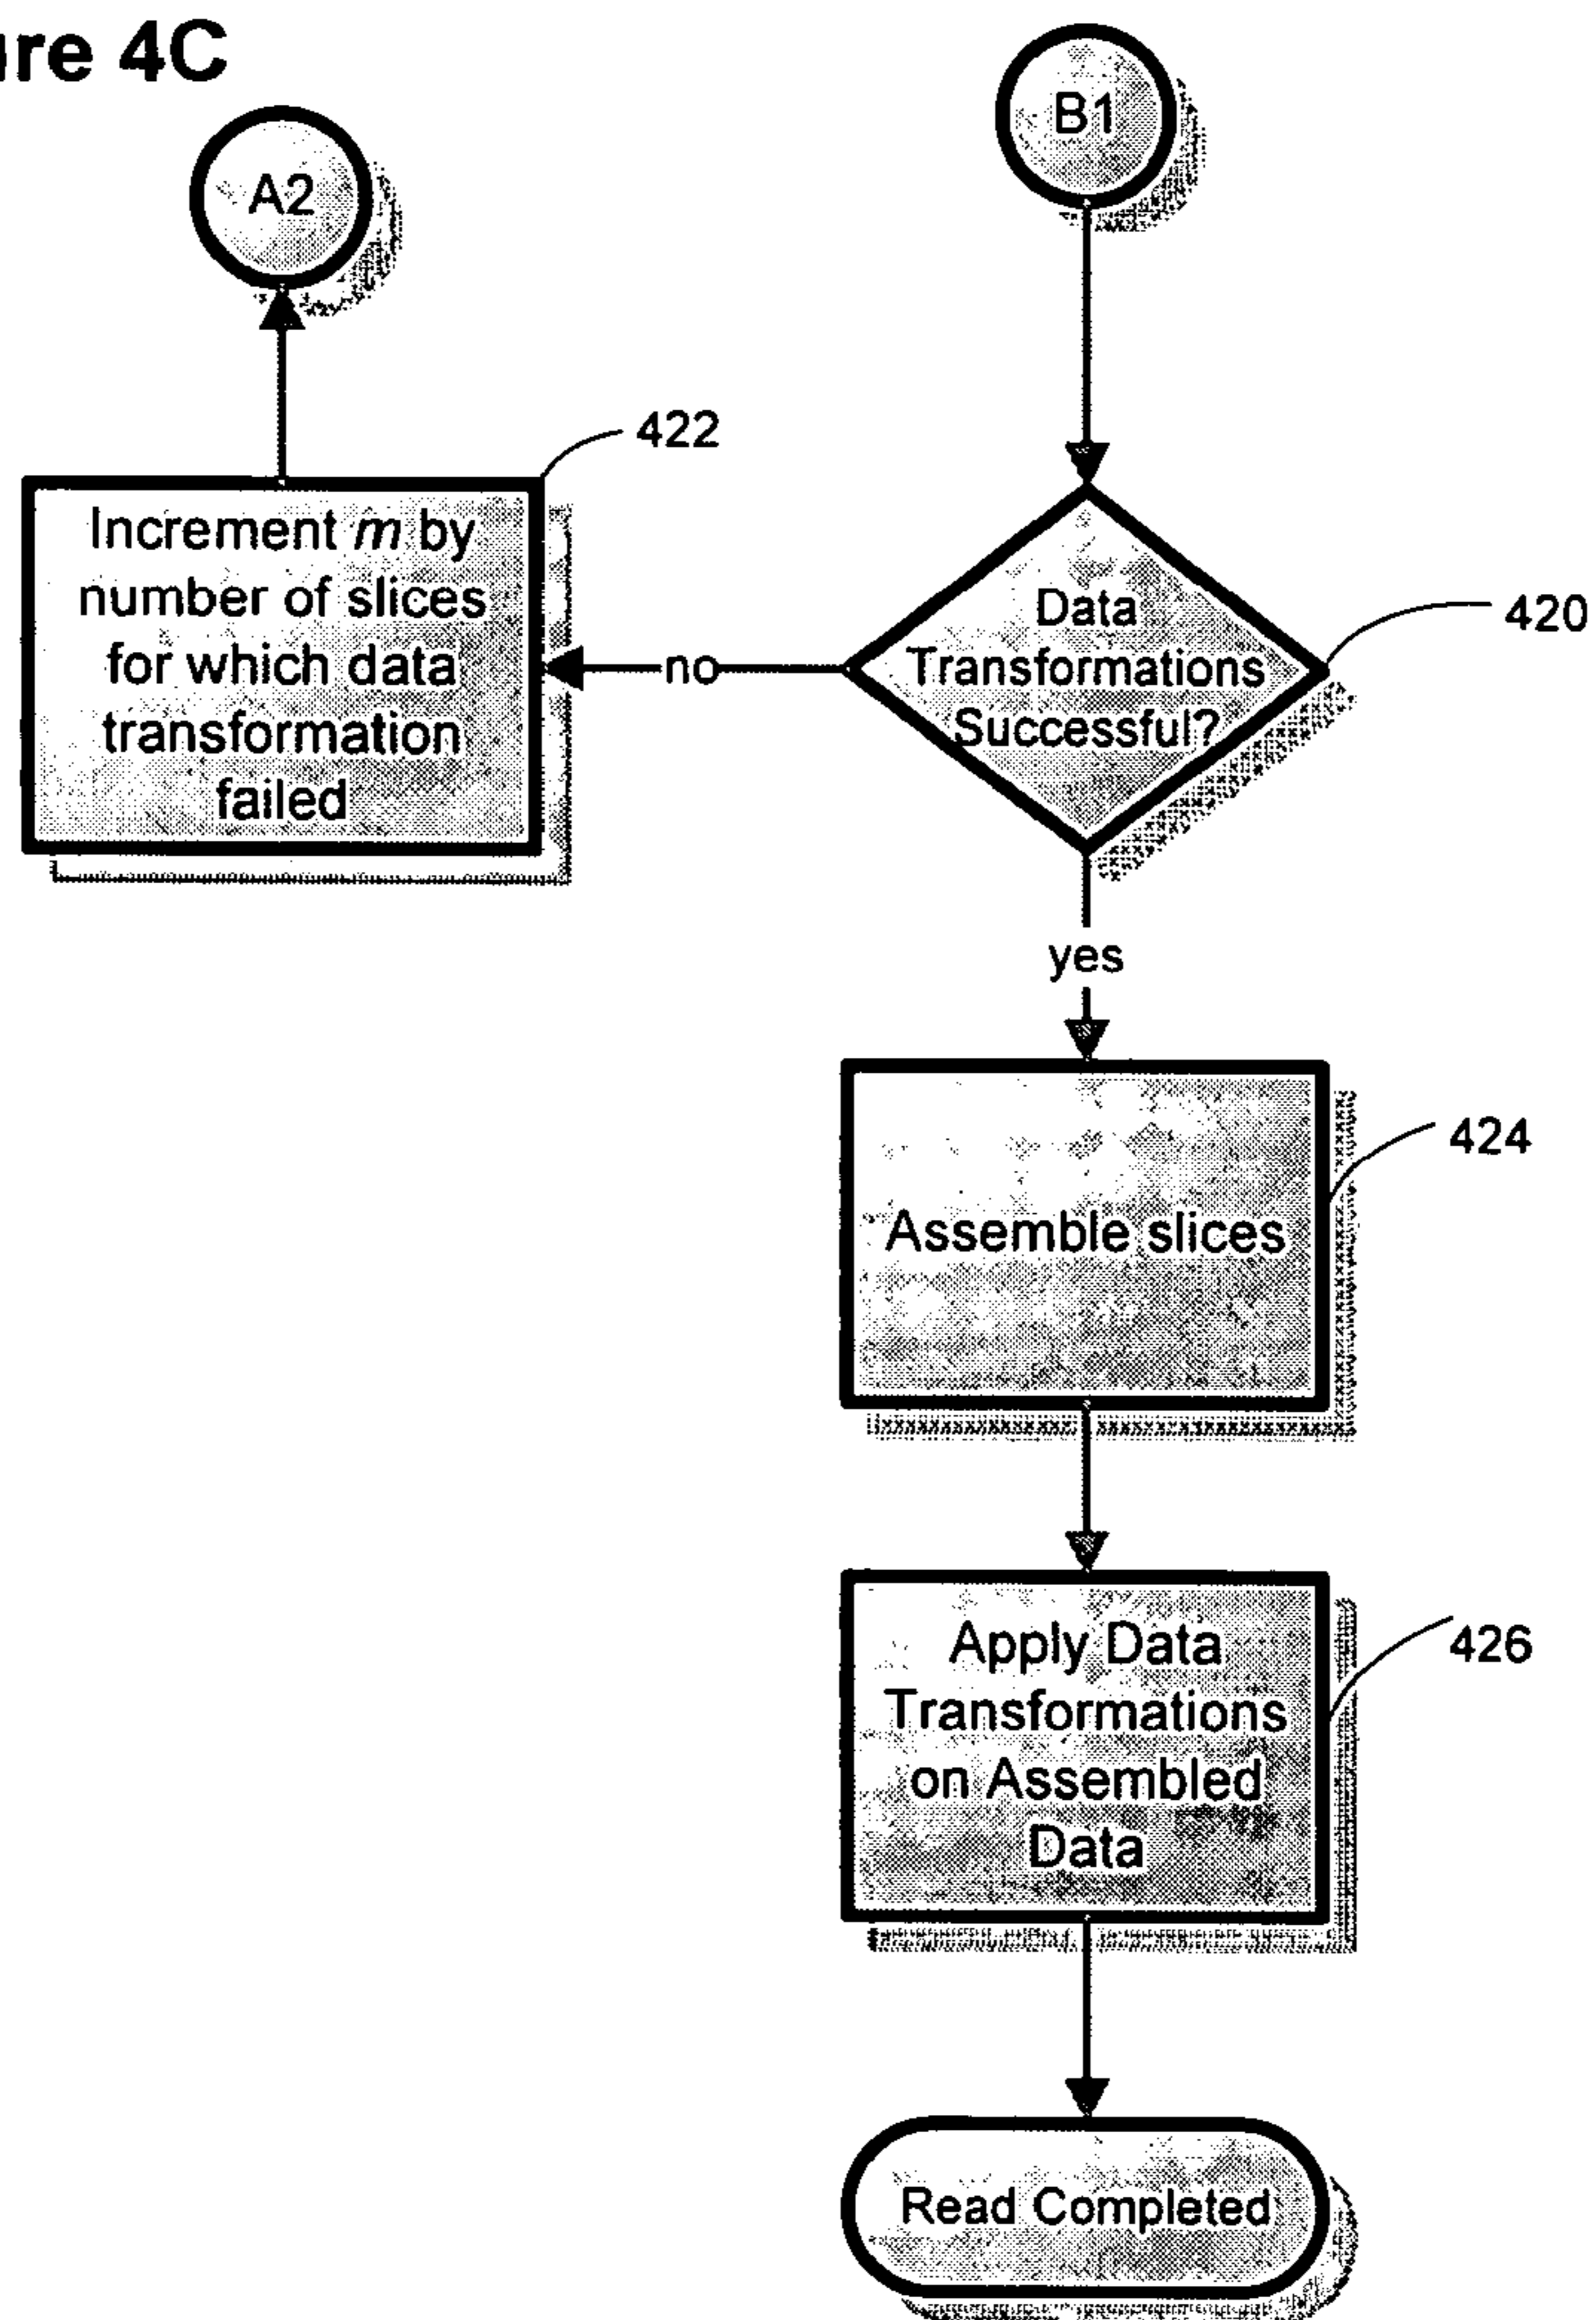 ure 4C
B1
A2
422
Increment m by
number of slices
for which data
transformation
failed
no
Data
Transformations
Successful?
420
yes
424
Assemble slices
426
Apply Data
Transformations
on Assembled
Data
Read Completed